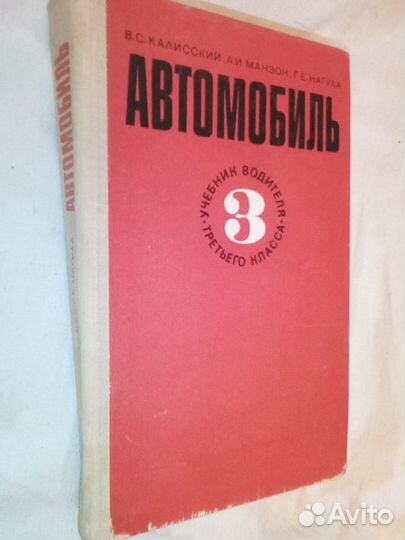 В.С.КАЛИССКИЙ, А.И.МАНЗОН, Г.Е.НАГУЛА
АВТОМОБИЛЬ
УЧЕБНИК ВОДИТЕЛЯ
3
ТРЕТЬЕГО КЛАССА
АВТОМОБИЛЬ
Avito